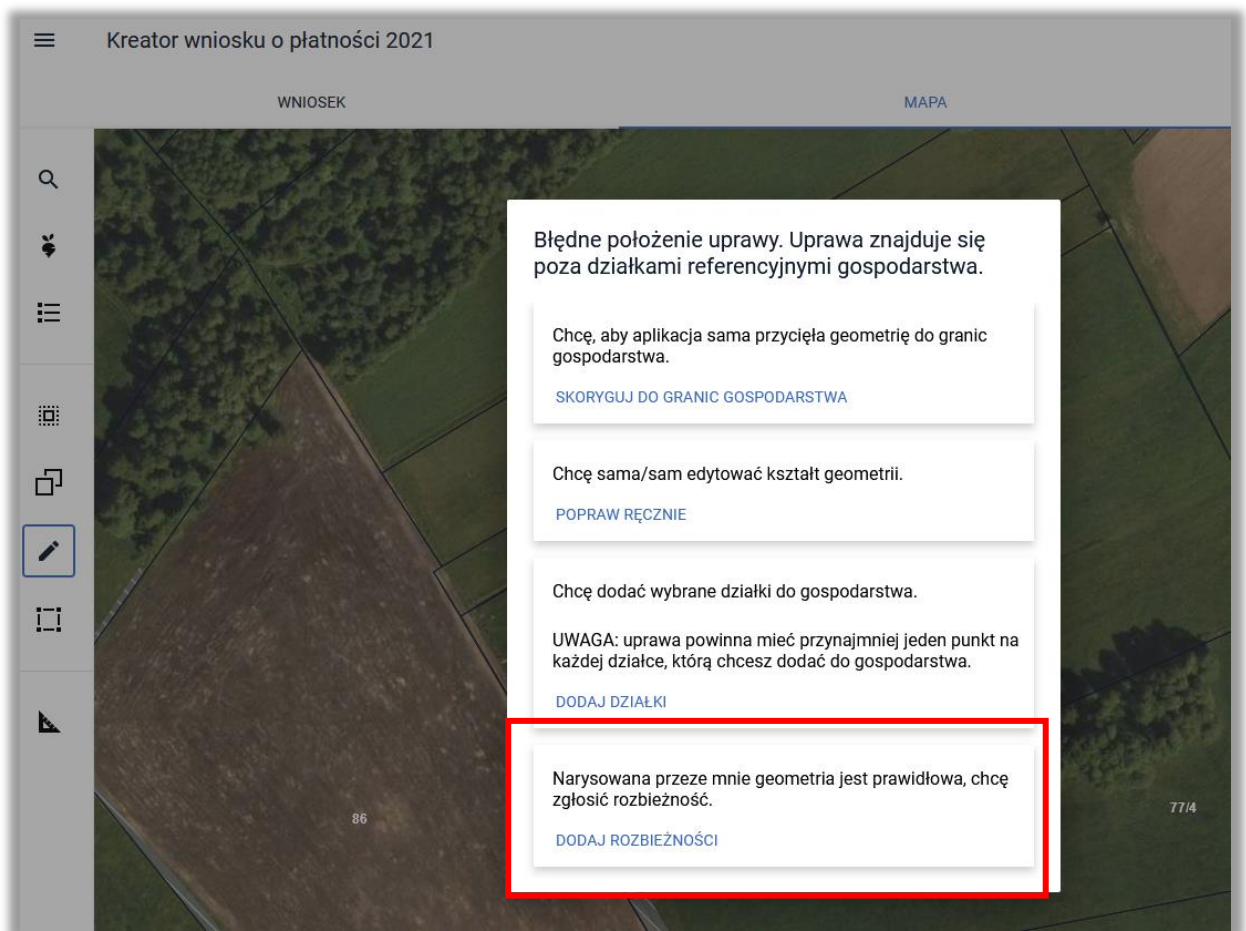 Kreator wniosku o płatności 2021
WNIOSEK
MAPA
Błędne położenie uprawy. Uprawa znajduje się
poza działkami referencyjnymi gospodarstwa.
Chcę, aby aplikacja sama przycięła geometrię do granic
gospodarstwa.
SKORYGUJ DO GRANIC GOSPODARSTWA
Chcę sama/sam edytować kształt geometrii.
POPRAW RĘCZNIE
Chcę dodać wybrane działki do gospodarstwa.
UWAGA: uprawa powinna mieć przynajmniej jeden punkt na
każdej działce, którą chcesz dodać do gospodarstwa.
DODAJ DZIAŁKI
Narysowana przeze mnie geometria jest prawidłowa, chcę
zgłosić rozbieżność.
DODAJ ROZBIEŻNOŚCI
86
77/4